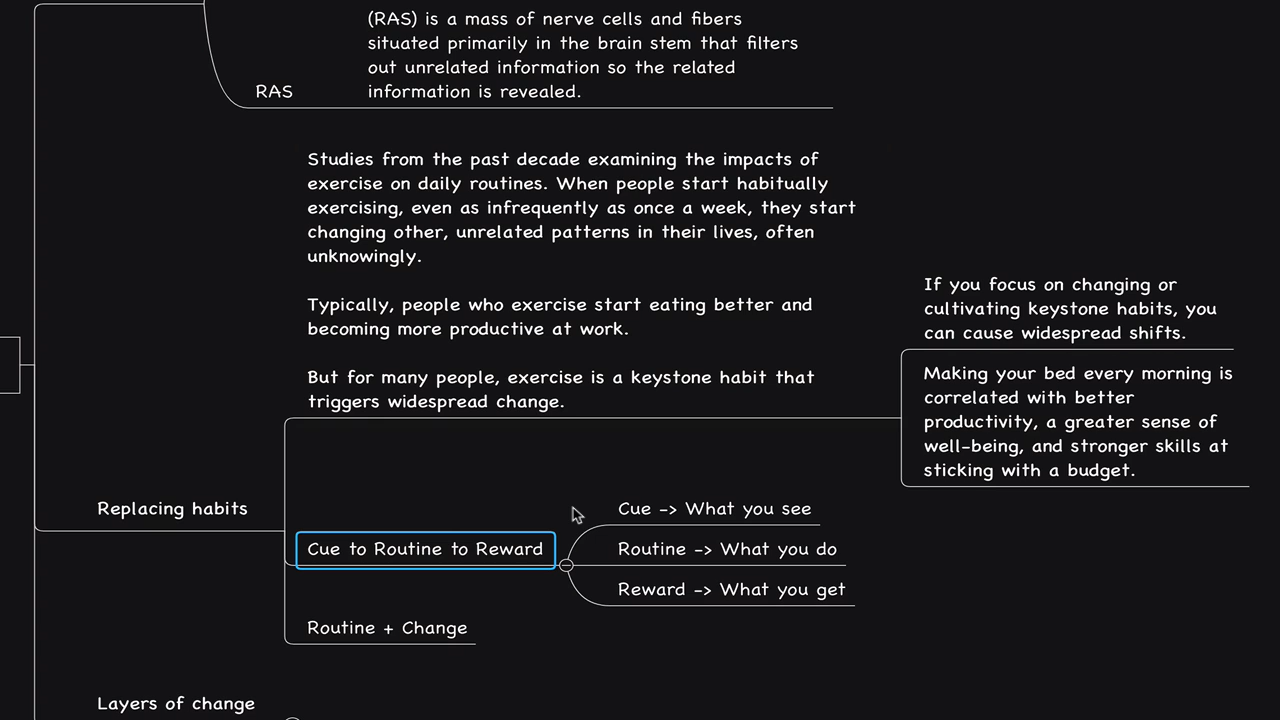 (RAS) is a mass of nerve cells and fibers
situated primarily in the brain stem that filters
out unrelated information so the related
information is revealed.
RAS
Studies from the past decade examining the impacts of
exercise on daily routines. When people start habitually
exercising, even as infrequently as once a week, they start
changing other, unrelated patterns in their lives, often
unknowingly.
Typically, people who exercise start eating better and
becoming more productive at work.
But for many people, exercise is a keystone habit that
triggers widespread change.
If you focus on changing or
cultivating keystone habits, you
can cause widespread shifts.
Making your bed every morning is
correlated with better
productivity, a greater sense of
well-being, and stronger skills at
sticking with a budget.
Replacing habits
Cue to Routine to Reward
Cue -> What you see
Routine -> What you do
Reward -> What you get
Routine + Change
Layers of change